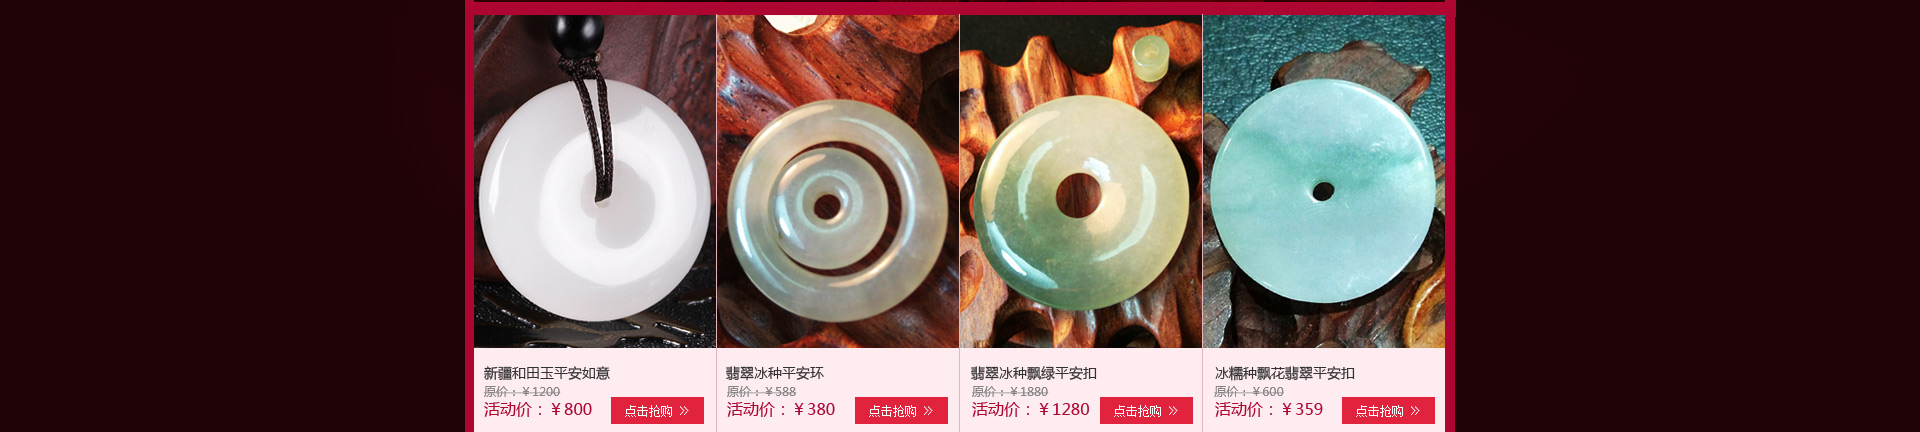 新疆和田玉平安如意
原价：￥1200
活动价：￥800
点击抢购 »
翡翠冰种平安环
原价：￥588
活动价：￥380
点击抢购 »
翡翠冰种飘绿平安扣
原价：￥1880
活动价：￥1280
点击抢购 »
冰糯种飘花翡翠平安扣
原价：￥600
活动价：￥359
点击抢购 »